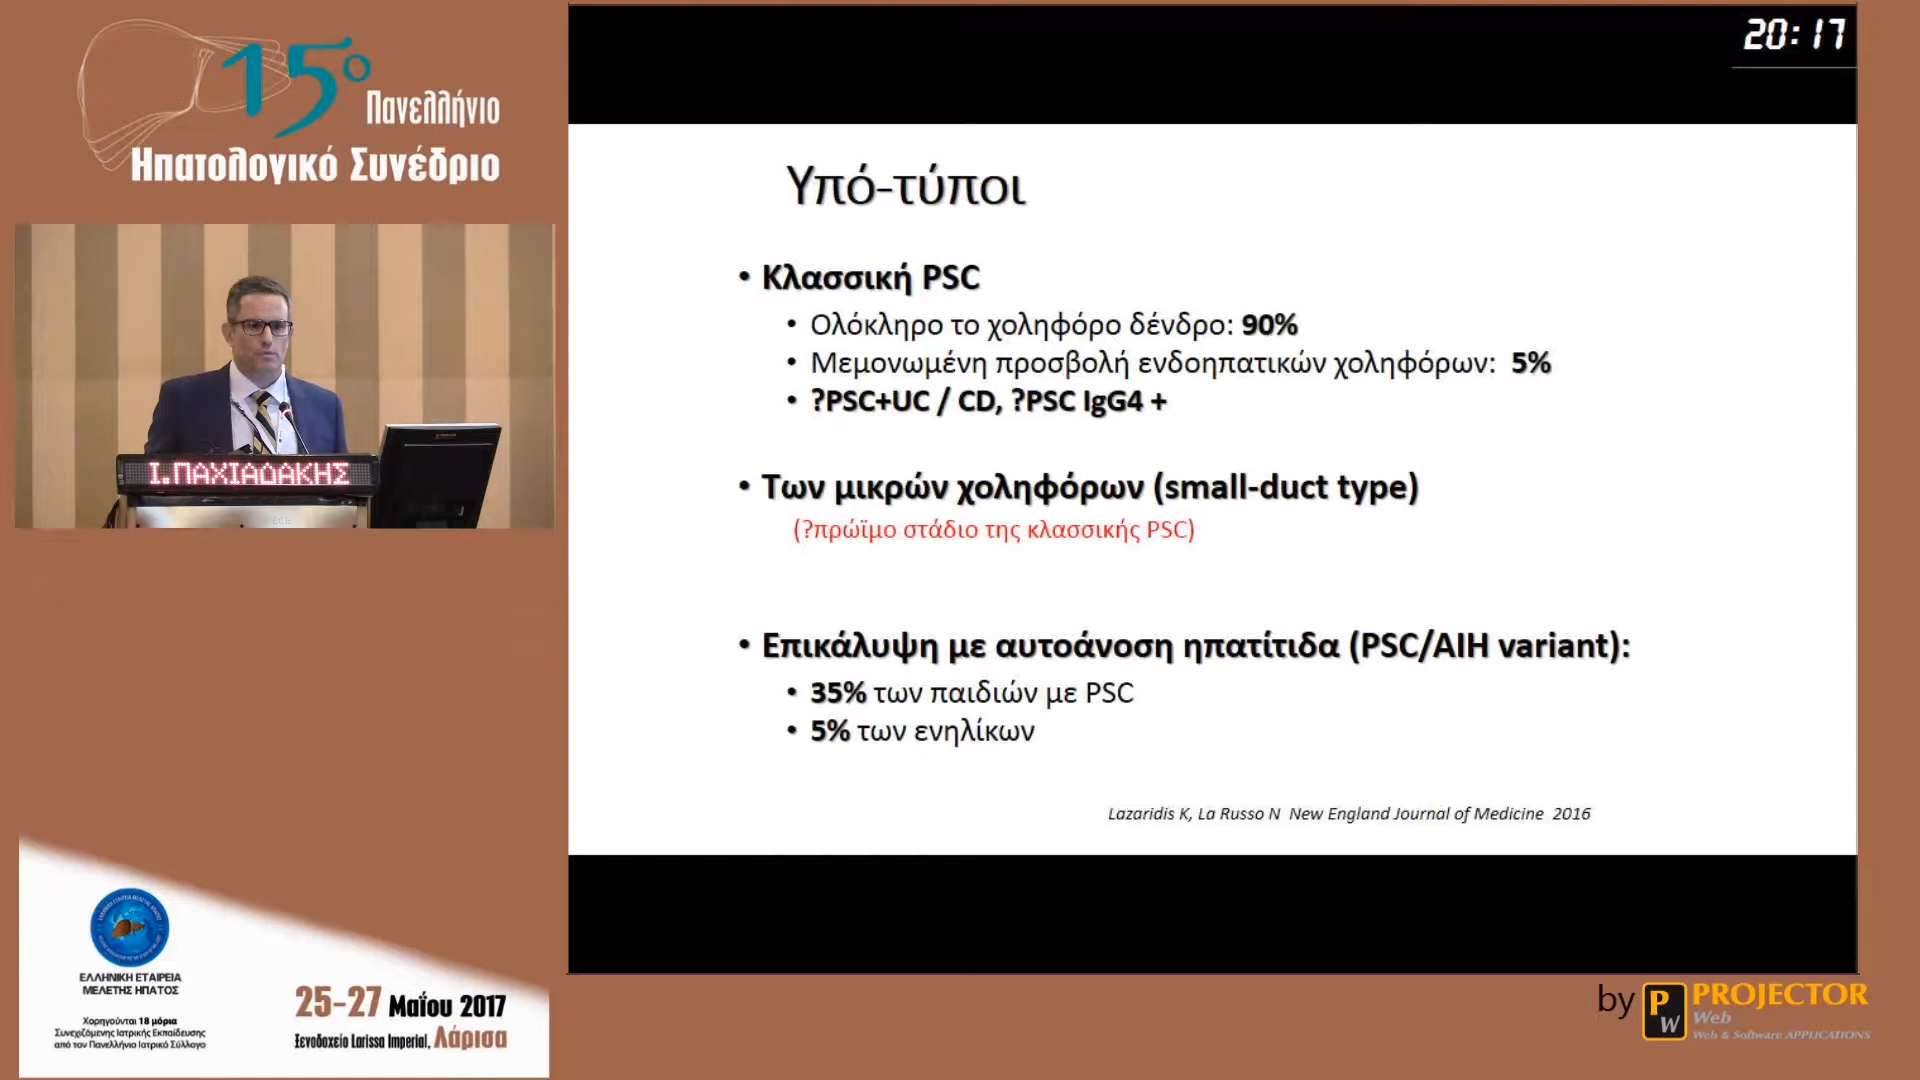 15ο
Πανελλήνιο
Ηπατολογικό Συνέδριο
Ι.ΠΑΧΙΑΔΑΚΗΣ
20:17
Υπό-τύποι
• Κλασσική PSC
• Ολόκληρο το χοληφόρο δένδρο: 90%
• Μεμονωμένη προσβολή ενδοηπατικών χοληφόρων: 5%
• ?PSC+UC / CD, ?PSC IgG4 +
• Των μικρών χοληφόρων (small-duct type)
(?πρώϊμο στάδιο της κλασσικής PSC)
• Επικάλυψη με αυτοάνοση ηπατίτιδα (PSC/AIH variant):
• 35% των παιδιών με PSC
• 5% των ενηλίκων
Lazaridis K, La Russo N New England Journal of Medicine 2016
ΕΛΛΗΝΙΚΗ ΕΤΑΙΡΕΙΑ
ΜΕΛΕΤΗΣ ΗΠΑΤΟΣ
Χορηγούνται 18 μόρια
Συνεχιζόμενης Ιατρικής Εκπαίδευσης
από τον Πανελλήνιο Ιατρικό Σύλλογο
25-27 Μαΐου 2017
Ξενοδοχείο Larissa Imperial, Λάρισα
by PW PROJECTOR
Web
Web & Software APPLICATIONS